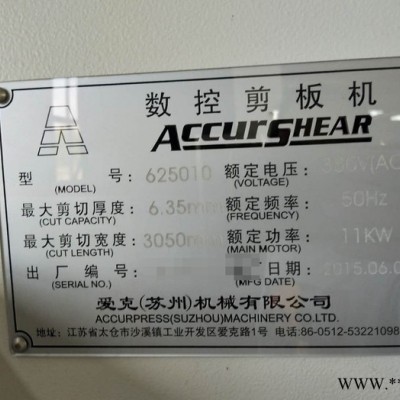 数控剪板机
ACCURSHEAR
型 号: 625010 额定电压: 380V(AC
(MODEL) (VOLTAGE)
最大剪切厚度: 6.35mm 额定频率: 50Hz
(CUT CAPACITY) (FREQUENCY)
最大剪切宽度: 3050m 额定功率: 11KW
(CUT LENGTH) (MAIN MOTOR)
出厂编号: 日期: 2015.06.0
(SERIAL NO.) (MFG DATE)
爱克(苏州)机械有限公司
ACCURPRESS(SUZHOU)MACHINERY CO.LTD.
地址:江苏省太仓市沙溪镇工业开发区爱克路1号 电话:86-0512-53221098
www.**